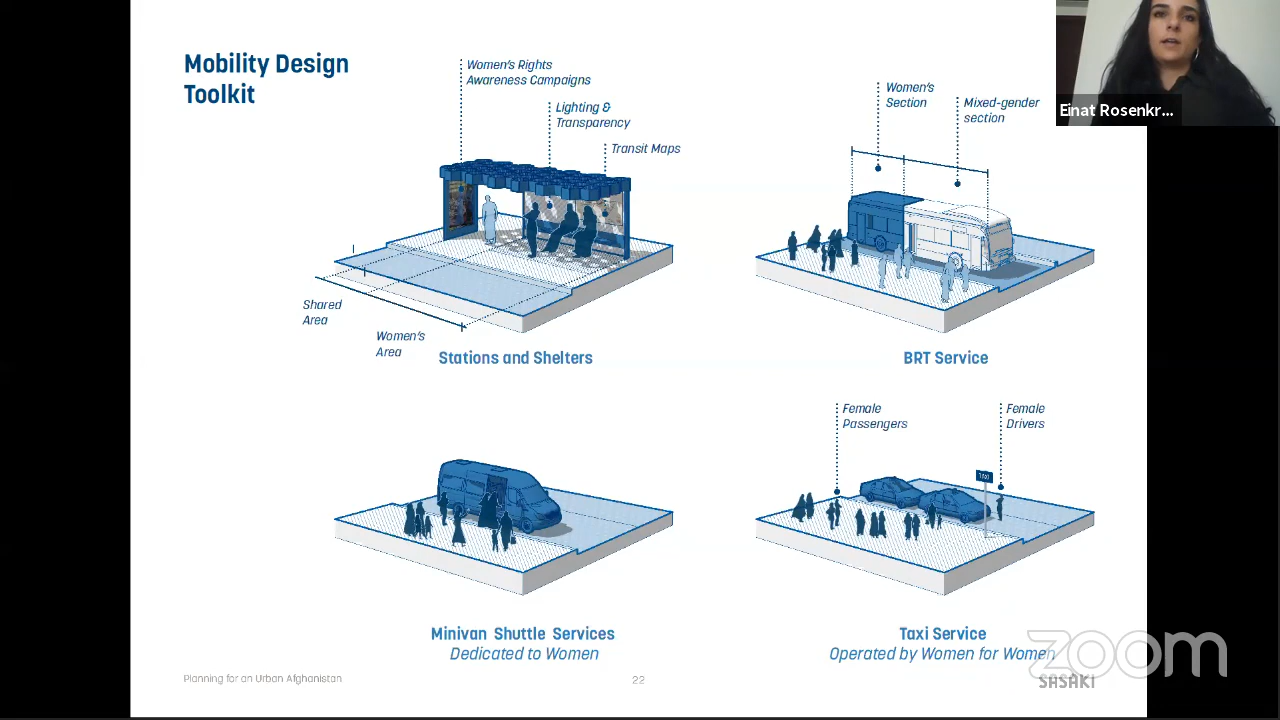 Mobility Design
Toolkit
Women's Rights
Awareness Campaigns
Lighting &
Transparency
Transit Maps
Shared
Area
Women's
Area
Stations and Shelters
Women's
Section
Mixed-gender
section
BRT Service
Einat Rosenkr...
Minivan Shuttle Services
Dedicated to Women
Female
Passengers
Female
Drivers
TAXI
Taxi Service
Operated by Women for Women
zoom
Planning for an Urban Afghanistan
22
SASAKI